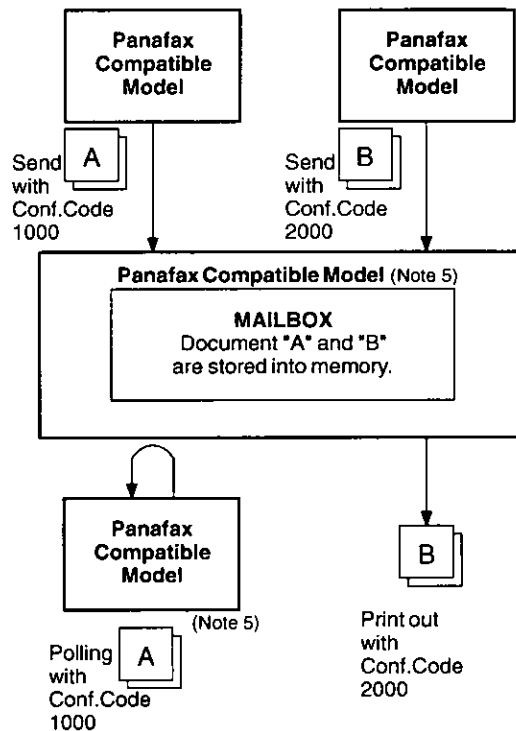 Panafax
Compatible
Model
Panafax
Compatible
Model
A
Send
with
Conf.Code
1000
B
Send
with
Conf.Code
2000
Panafax Compatible Model (Note 5)
MAILBOX
Document "A" and "B"
are stored into memory.
Panafax
Compatible
Model
(Note 5)
A
Polling
with
Conf.Code
1000
B
Print out
with
Conf.Code
2000